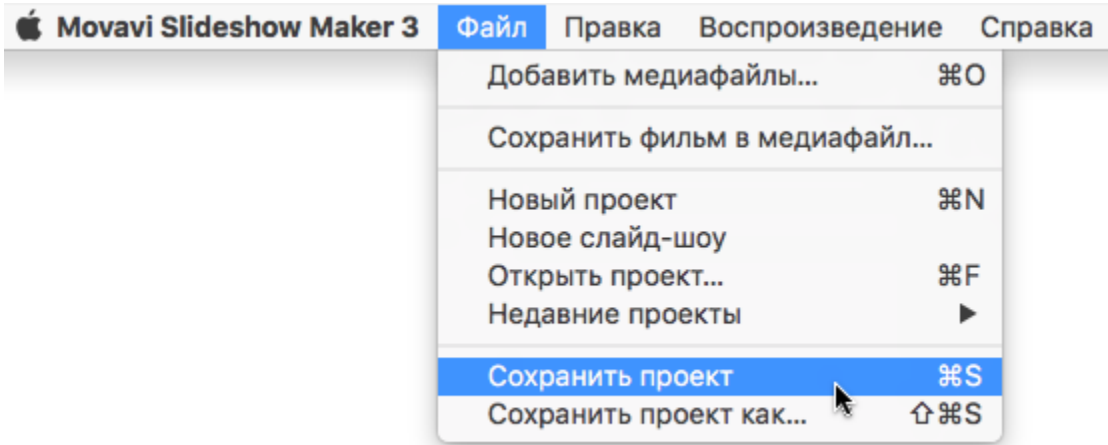 Movavi Slideshow Maker 3 Файл Правка Воспроизведение Справка
Добавить медиафайлы... ⌘O
Сохранить фильм в медиафайл...
Новый проект ⌘N
Новое слайд-шоу
Открыть проект... ⌘F
Недавние проекты ▶
Сохранить проект ⌘S
Сохранить проект как... ⇧⌘S